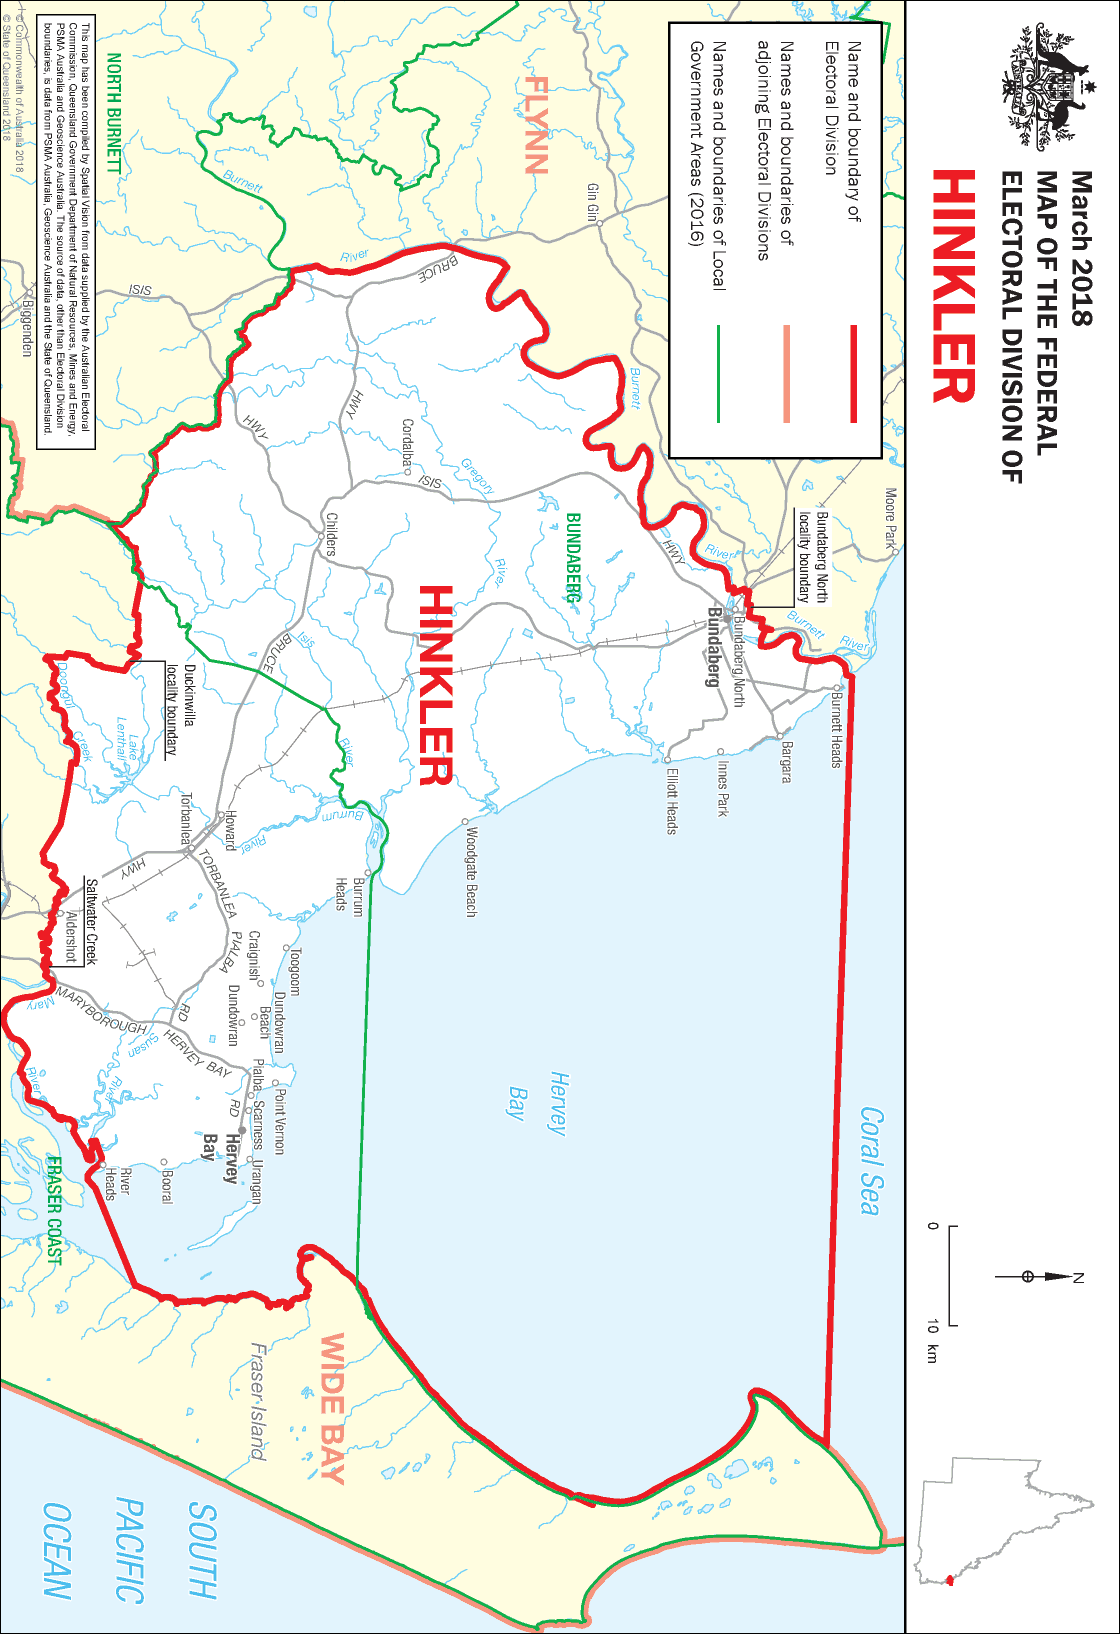 March 2018
MAP OF THE FEDERAL
ELECTORAL DIVISION OF
HINKLER
N
0
10 km
Name and boundary of
Electoral Division
Names and boundaries of
adjoining Electoral Divisions
Names and boundaries of Local
Government Areas (2016)
Moore Park
Bundaberg North
locality boundary
Burnett
River
Coral Sea
Burnett Heads
Bundaberg North
Bundaberg
Bargara
Innes Park
Elliott Heads
River
HWY
Burnett
Gin Gin
FLYNN
BUNDABERG
Hervey
Bay
Gregory
ISIS
Cordalba
BRUCE
River
HWY
HINKLER
Woodgate Beach
Childers
Isis
BRUCE
River
Burrum
River
Burrum
Heads
Toogoom
Howard
Torbanlea
TORBANLEA
PIALBA
RD
Craignish
Dundowran
Beach
Dundowran
Point Vernon
Pialba
Scarness
Urangan
Hervey
Bay
RD
HERVEY BAY
MARYBOROUGH
Susan
River
Booral
River
Heads
HWY
Burnett
ISIS
HWY
NORTH BURNETT
Biggenden
Duckinwilla
locality boundary
Lake
Lenthall
Doongul
Creek
Saltwater Creek
Aldershot
Mary
River
FRASER COAST
WIDE BAY
Fraser Island
SOUTH
PACIFIC
OCEAN
This map has been compiled by Spatial Vision from data supplied by the Australian Electoral
Commission, Queensland Government Department of Natural Resources, Mines and Energy,
PSMA Australia and Geoscience Australia. The source of data, other than Electoral Division
boundaries, is data from PSMA Australia, Geoscience Australia and the State of Queensland.
© Commonwealth of Australia 2018
© State of Queensland 2018